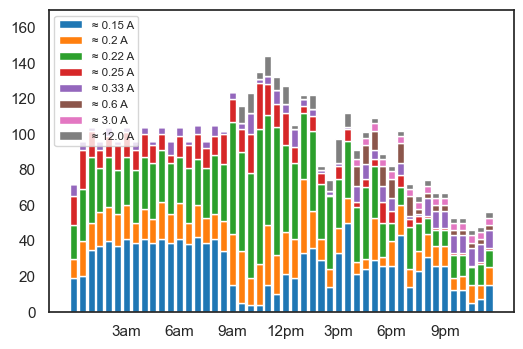 160
140
120
100
80
60
40
20
0
≈ 0.15 A
≈ 0.2 A
≈ 0.22 A
≈ 0.25 A
≈ 0.33 A
≈ 0.6 A
≈ 3.0 A
≈ 12.0 A
3am 6am 9am 12pm 3pm 6pm 9pm